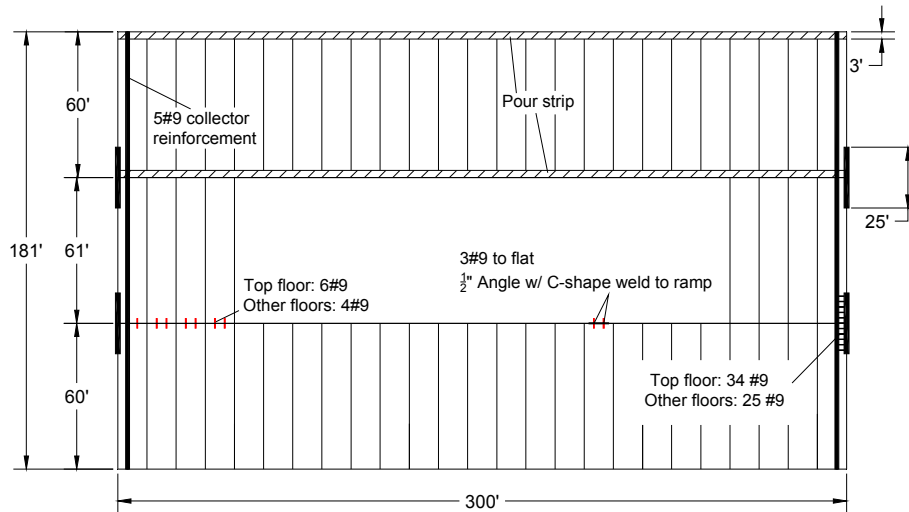 3'
60'
5#9 collector
reinforcement
Pour strip
25'
181'
61'
3#9 to flat
1/2" Angle w/ C-shape weld to ramp
Top floor: 6#9
Other floors: 4#9
60'
Top floor: 34 #9
Other floors: 25 #9
300'